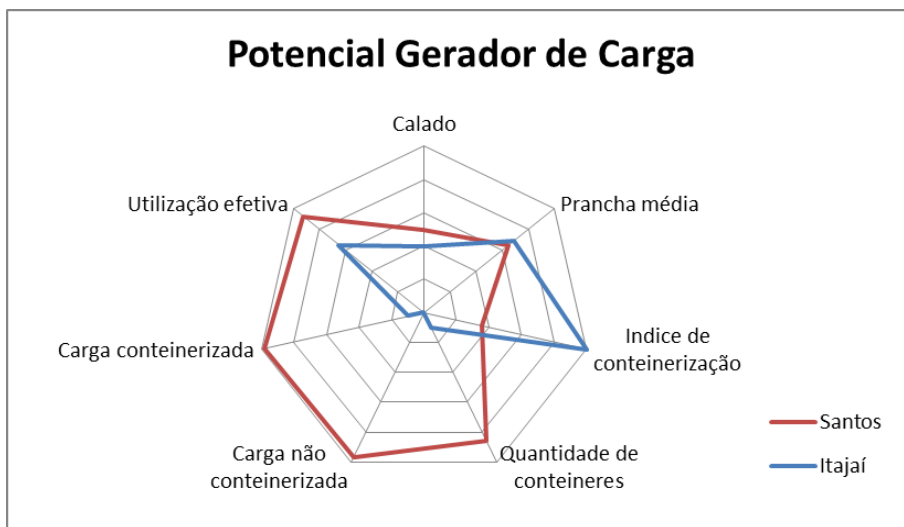 Potencial Gerador de Carga
Calado
Prancha média
Indice de
conteinerização
Quantidade de
conteineres
Carga não
conteinerizada
Carga conteinerizada
Utilização efetiva
Santos
Itajaí